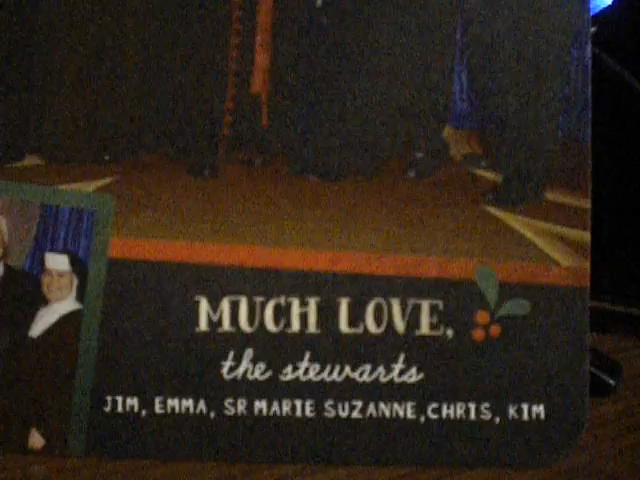 MUCH LOVE,
the stewarts
JIM, EMMA, SR MARIE SUZANNE,CHRIS, KIM